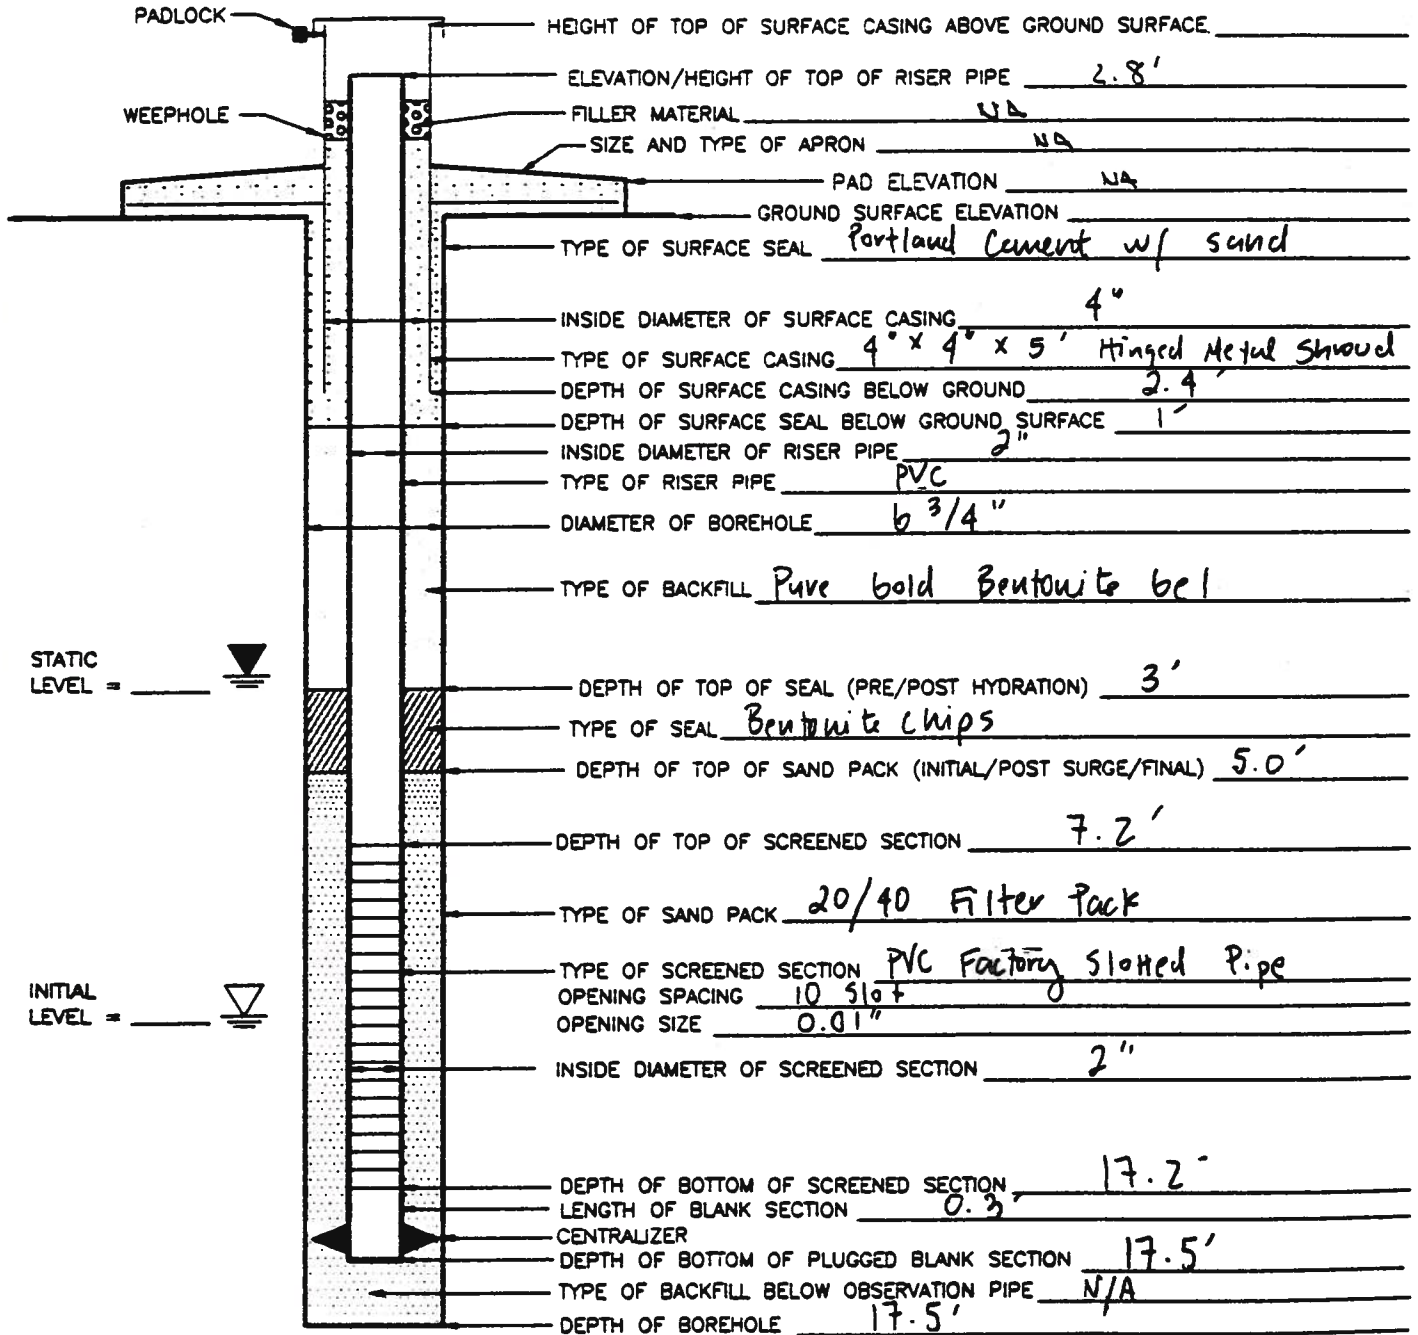 PADLOCK
HEIGHT OF TOP OF SURFACE CASING ABOVE GROUND SURFACE
ELEVATION/HEIGHT OF TOP OF RISER PIPE 2.8'
WEEPHOLE
FILLER MATERIAL NA
SIZE AND TYPE OF APRON NA
PAD ELEVATION NA
GROUND SURFACE ELEVATION
TYPE OF SURFACE SEAL Portland Cement w/ sand
INSIDE DIAMETER OF SURFACE CASING 4"
TYPE OF SURFACE CASING 4" x 4" x 5' Hinged Metal Shroud
DEPTH OF SURFACE CASING BELOW GROUND 2.4'
DEPTH OF SURFACE SEAL BELOW GROUND SURFACE 1'
INSIDE DIAMETER OF RISER PIPE 2"
TYPE OF RISER PIPE PVC
DIAMETER OF BOREHOLE 6 3/4"
TYPE OF BACKFILL Pure Gold Bentonite Gel
STATIC
LEVEL =
DEPTH OF TOP OF SEAL (PRE/POST HYDRATION) 3'
TYPE OF SEAL Bentonite Chips
DEPTH OF TOP OF SAND PACK (INITIAL/POST SURGE/FINAL) 5.0'
DEPTH OF TOP OF SCREENED SECTION 7.2'
TYPE OF SAND PACK 20/40 Filter Pack
TYPE OF SCREENED SECTION PVC Factory Slotted Pipe
INITIAL
LEVEL =
OPENING SPACING 10 Slot
OPENING SIZE 0.01"
INSIDE DIAMETER OF SCREENED SECTION 2"
DEPTH OF BOTTOM OF SCREENED SECTION 17.2'
LENGTH OF BLANK SECTION 0.3'
CENTRALIZER
DEPTH OF BOTTOM OF PLUGGED BLANK SECTION 17.5'
TYPE OF BACKFILL BELOW OBSERVATION PIPE N/A
DEPTH OF BOREHOLE 17.5'